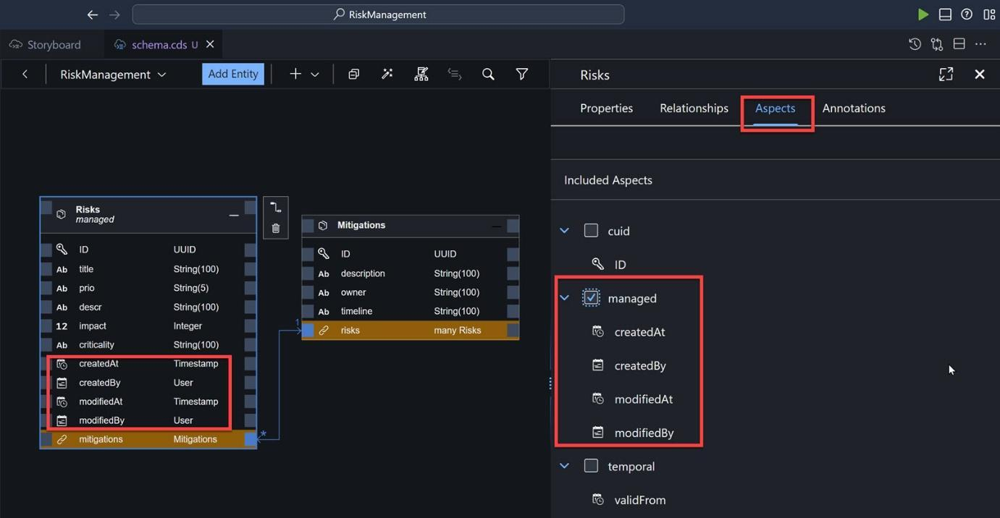 RiskManagement
Storyboard
schema.cds U
RiskManagement
Add Entity
Risks
Properties Relationships Aspects Annotations
Included Aspects
Risks
managed
ID UUID
Ab title String(100)
Ab prio String(5)
Ab descr String(100)
12 impact Integer
Ab criticality String(100)
createdAt Timestamp
createdBy User
modifiedAt Timestamp
modifiedBy User
mitigations Mitigations
*
1
Mitigations
ID UUID
Ab description String(100)
Ab owner String(100)
Ab timeline String(100)
risks many Risks
cuid
ID
managed
createdAt
createdBy
modifiedAt
modifiedBy
temporal
validFrom